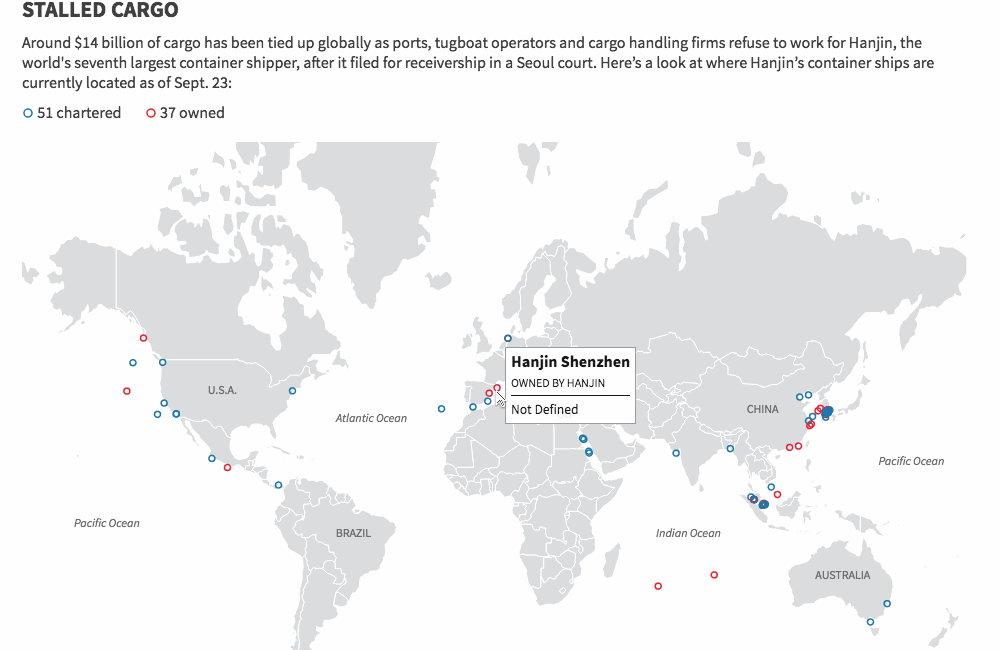 STALLED CARGO
Around $14 billion of cargo has been tied up globally as ports, tugboat operators and cargo handling firms refuse to work for Hanjin, the
world's seventh largest container shipper, after it filed for receivership in a Seoul court. Here’s a look at where Hanjin’s container ships are
currently located as of Sept. 23:
51 chartered 37 owned
Hanjin Shenzhen
OWNED BY HANJIN
Not Defined
U.S.A.
CHINA
Atlantic Ocean
Pacific Ocean
Pacific Ocean
BRAZIL
Indian Ocean
AUSTRALIA